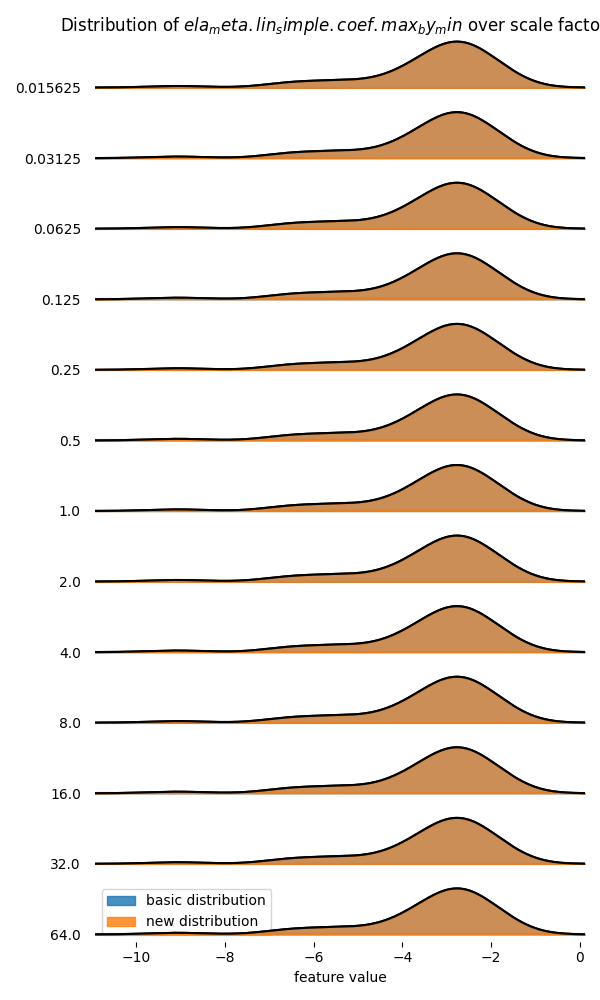 Distribution of elaₘeta.linₛimple.coef.max_by_min over scale facto
0.015625
0.03125
0.0625
0.125
0.25
0.5
1.0
2.0
4.0
8.0
16.0
32.0
basic distribution
new distribution
64.0
−10 −8 −6 −4 −2 0
feature value